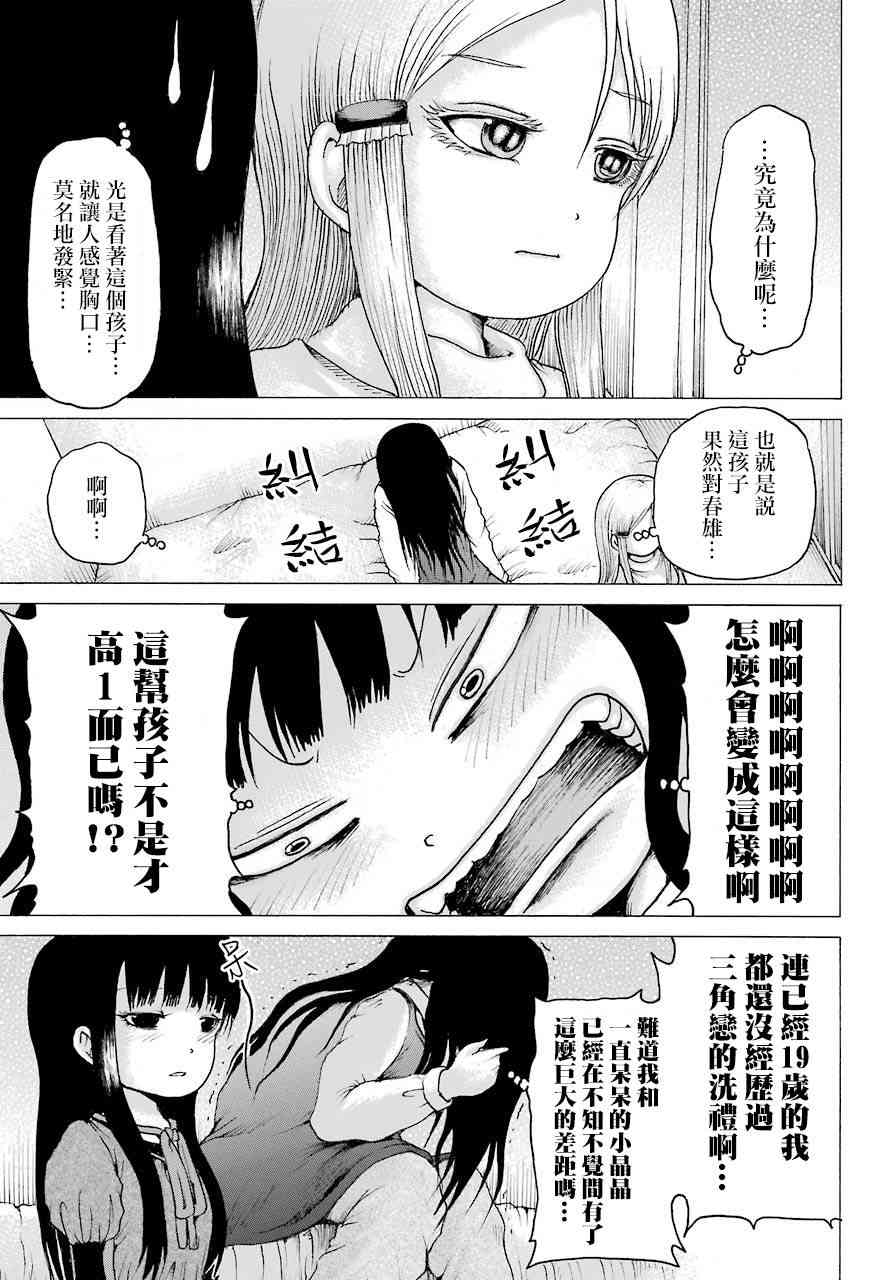 …究竟為什麼呢…
光是看著這個孩子…
就讓人感覺胸口…
莫名地發緊…
也就是說
這孩子
果然對春雄…
糾結
糾結
啊啊…
啊啊啊啊啊啊啊啊
怎麼會變成這樣啊
這幫孩子不是才
高1而已嗎!?
連已經19歲的我
都還沒經歷過
三角戀的洗禮啊…
難道我和
一直呆呆的小晶晶
已經在不知不覺間有了
這麼巨大的差距嗎…
呆